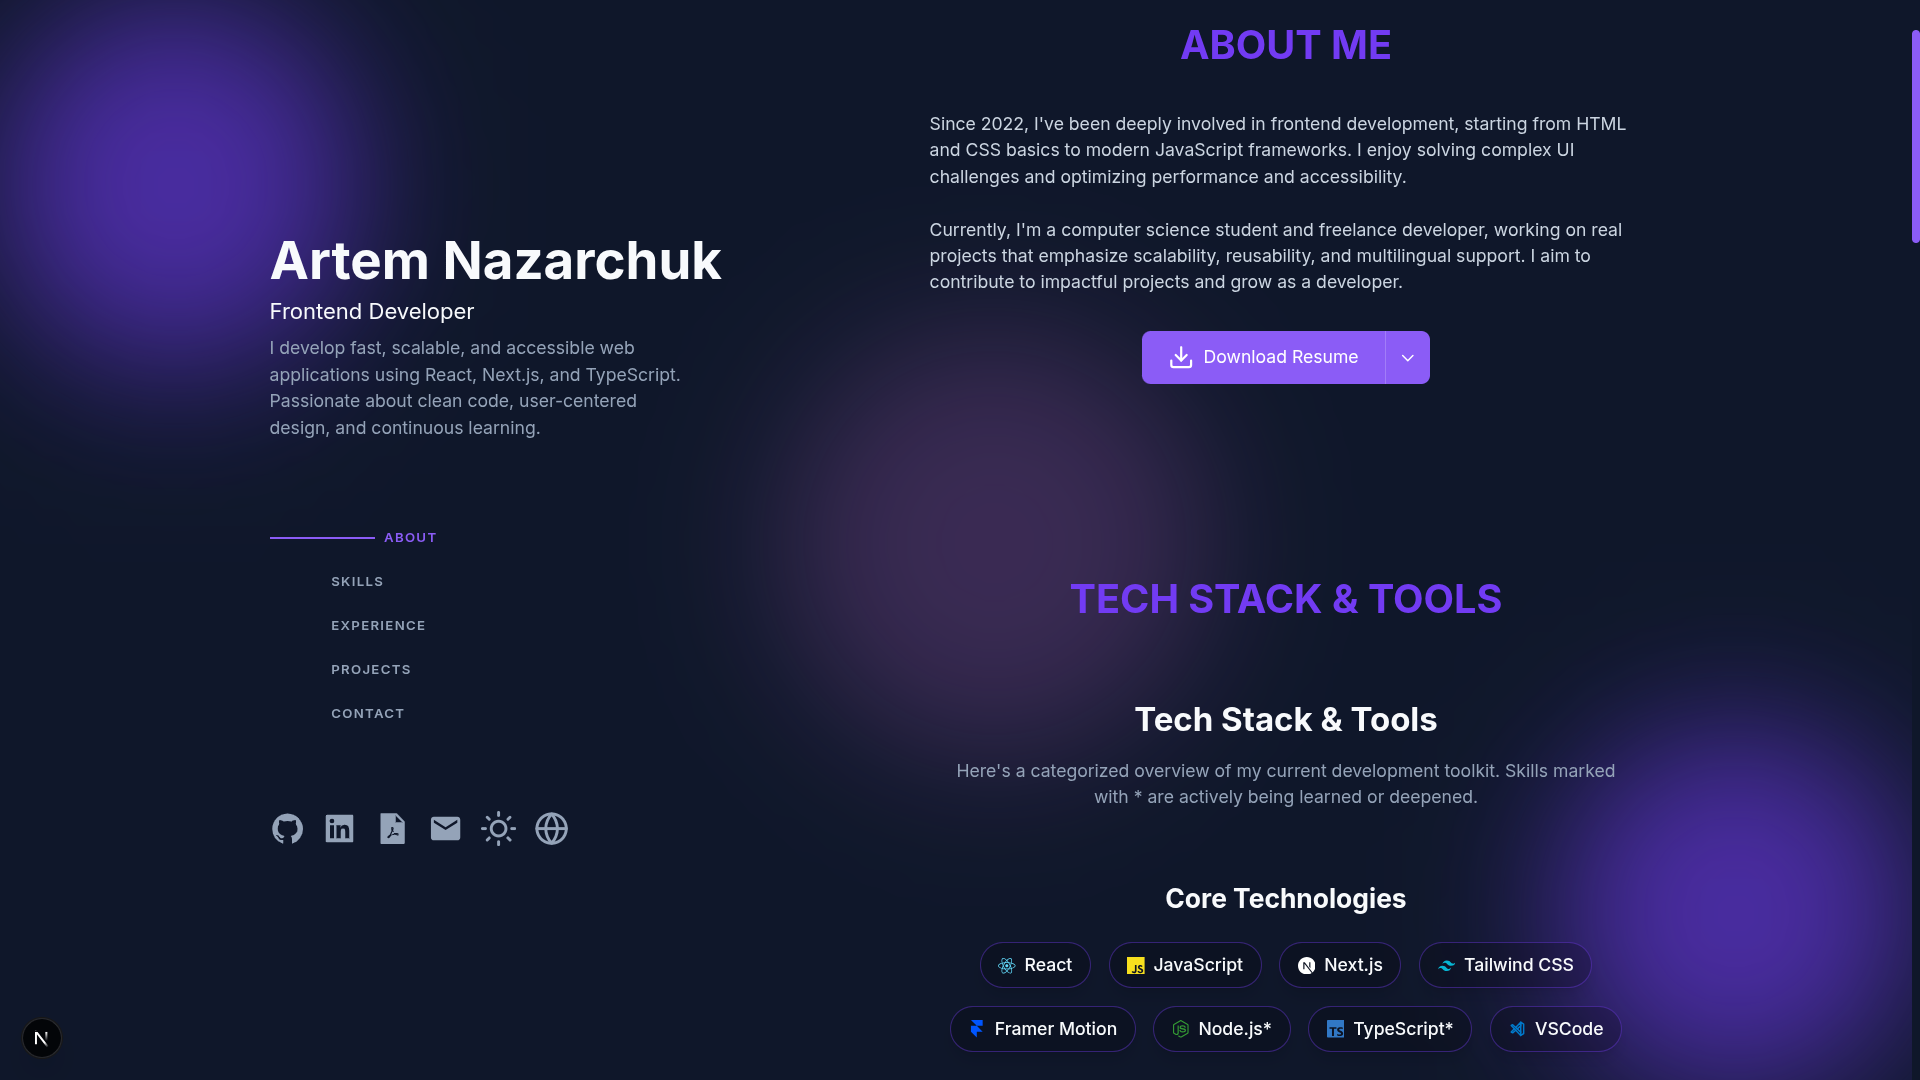 Artem Nazarchuk
Frontend Developer
I develop fast, scalable, and accessible web
applications using React, Next.js, and TypeScript.
Passionate about clean code, user-centered
design, and continuous learning.
ABOUT
SKILLS
EXPERIENCE
PROJECTS
CONTACT
ABOUT ME
Since 2022, I've been deeply involved in frontend development, starting from HTML
and CSS basics to modern JavaScript frameworks. I enjoy solving complex UI
challenges and optimizing performance and accessibility.
Currently, I'm a computer science student and freelance developer, working on real
projects that emphasize scalability, reusability, and multilingual support. I aim to
contribute to impactful projects and grow as a developer.
Download Resume
TECH STACK & TOOLS
Tech Stack & Tools
Here's a categorized overview of my current development toolkit. Skills marked
with * are actively being learned or deepened.
Core Technologies
React JavaScript Next.js Tailwind CSS
Framer Motion Node.js* TypeScript* VSCode